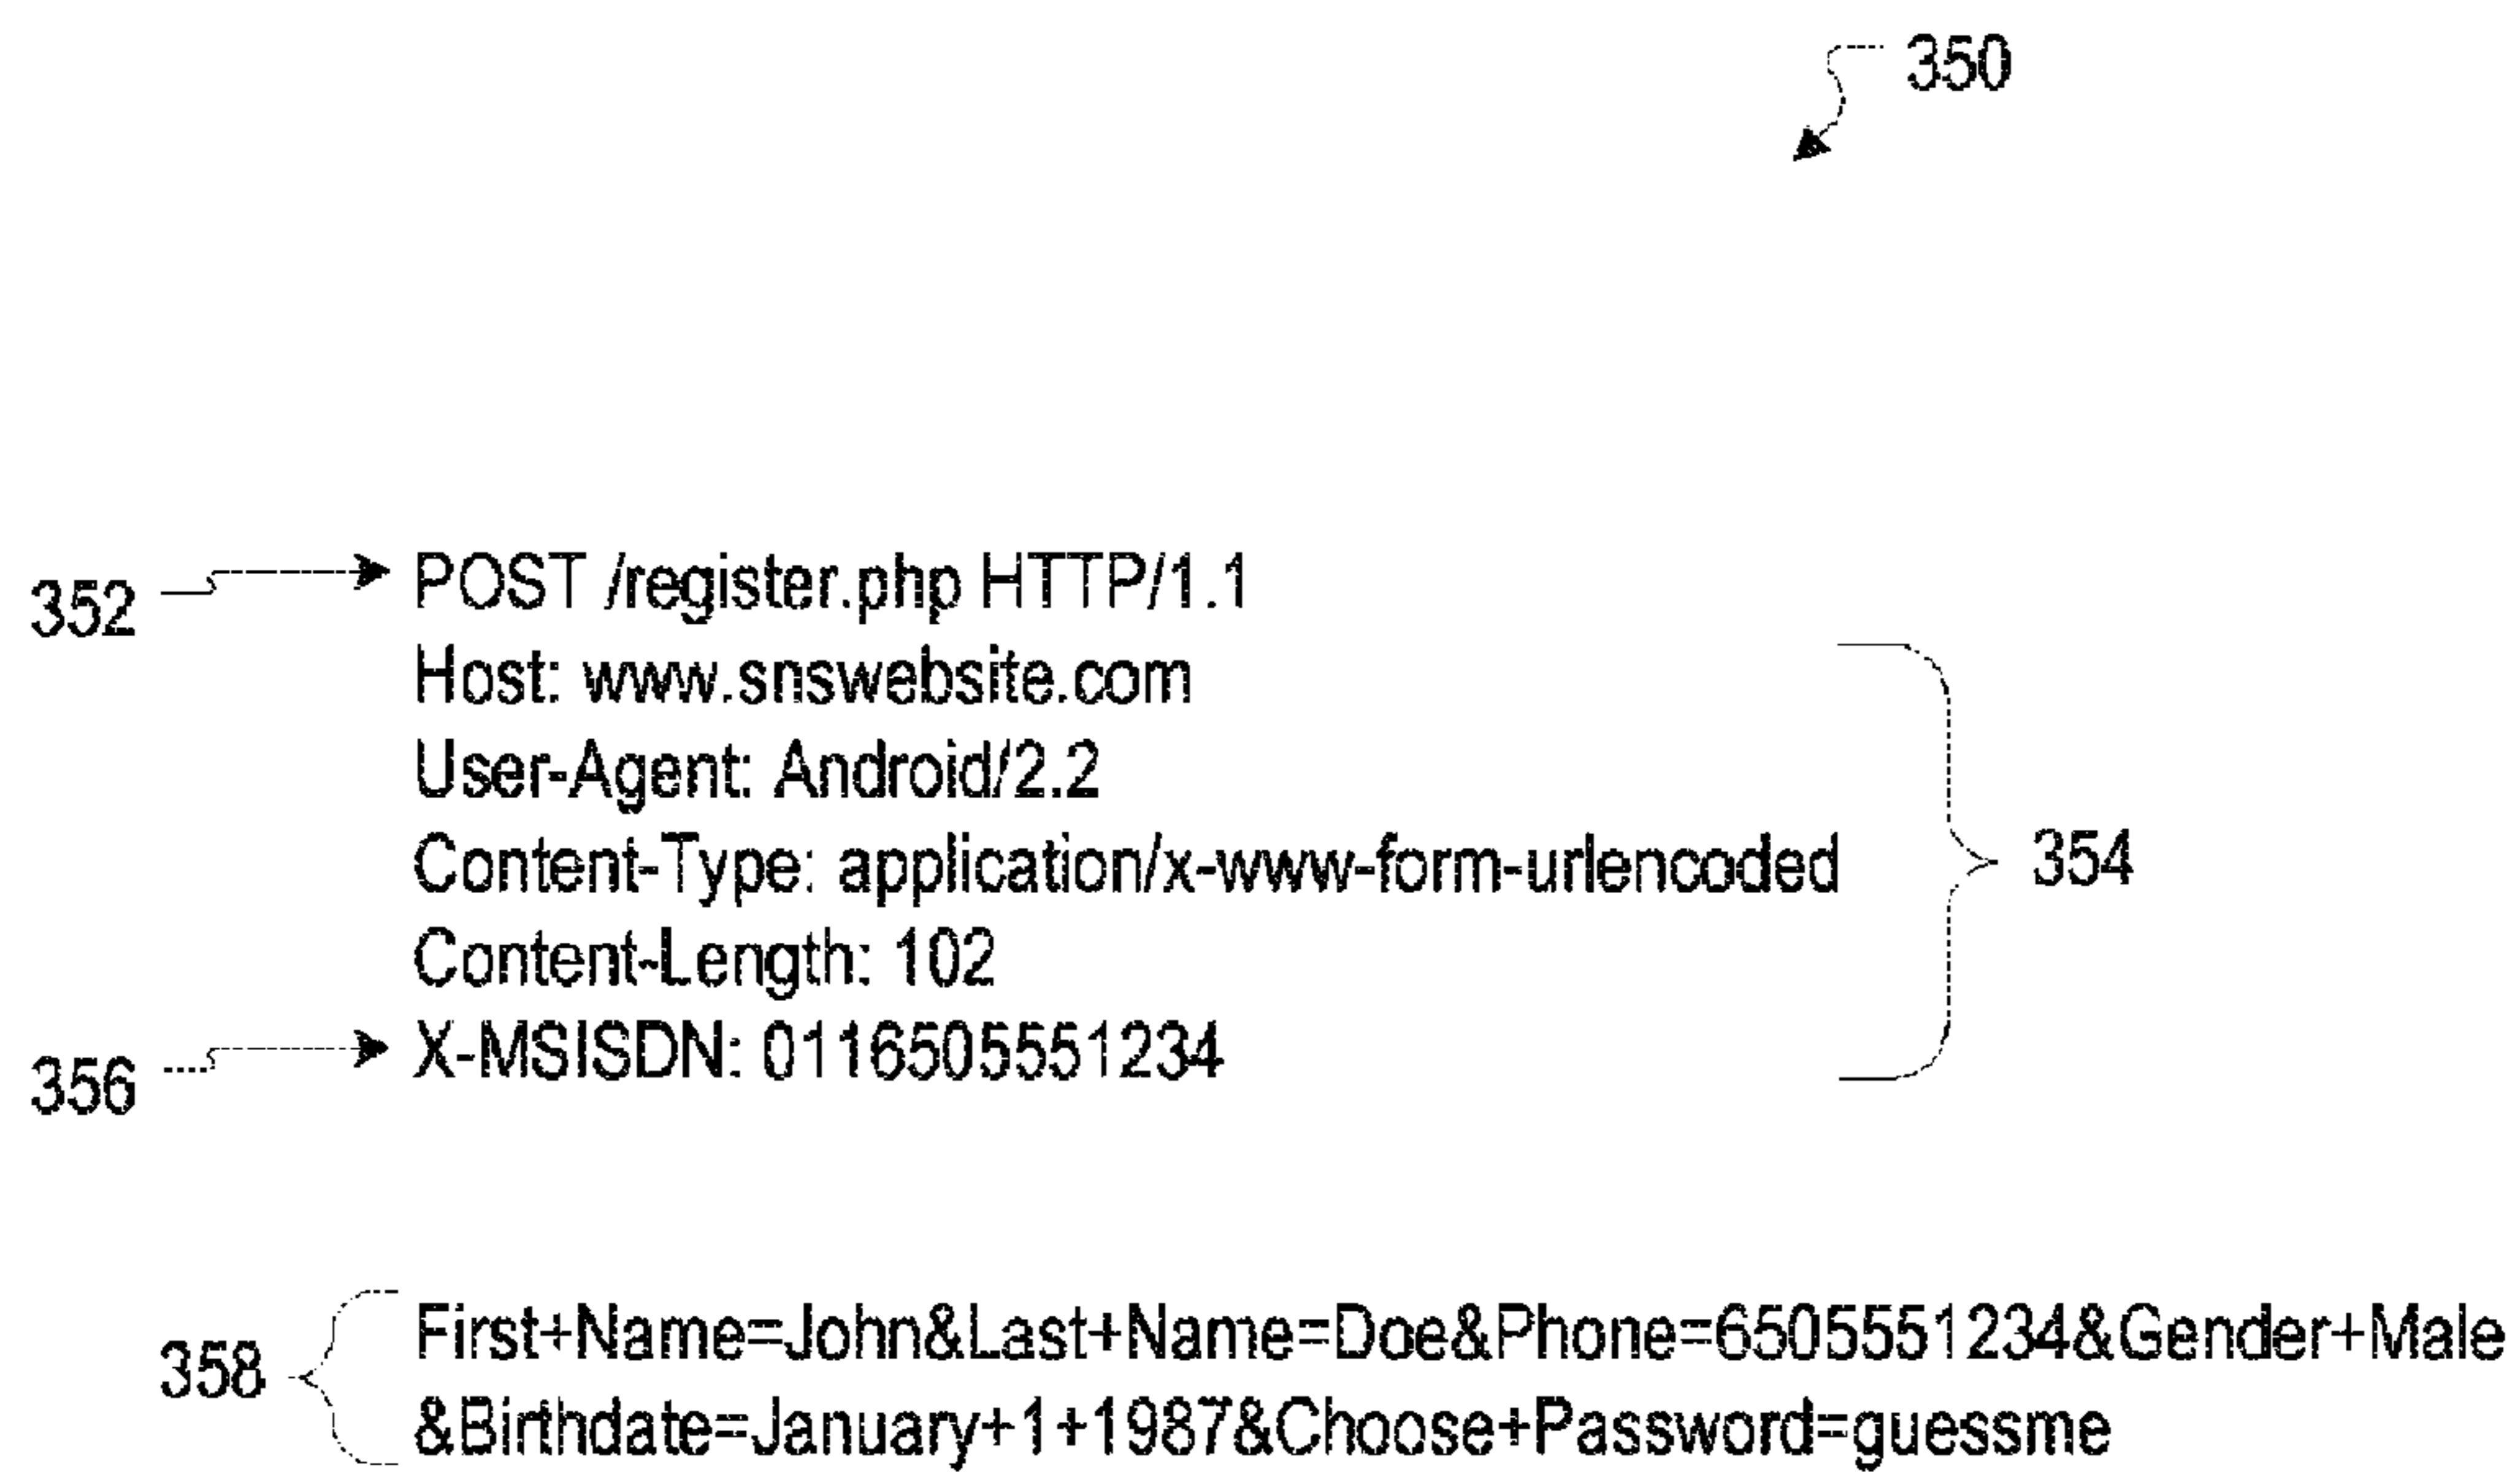 350
352 POST /register.php HTTP/1.1
Host: www.snswebsite.com
User-Agent: Android/2.2
Content-Type: application/x-www-form-urlencoded
354
Content-Length: 102
356 X-MSISDN: 0116505551234
358 First+Name=John&Last+Name=Doe&Phone=6505551234&Gender+Male
&Birthdate=January+1+1987&Choose+Password=guessme